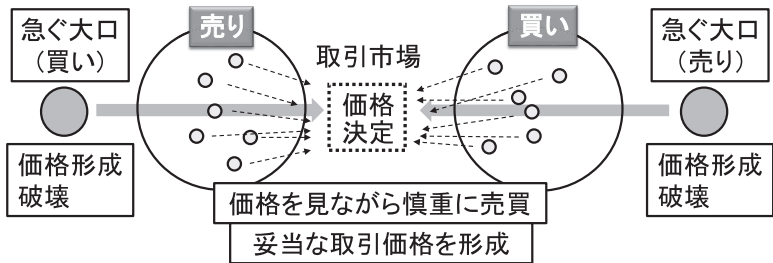 急ぐ大口
（買い）
売り
取引市場
買い
急ぐ大口
（売り）
価格
決定
価格形成
破壊
価格形成
破壊
価格を見ながら慎重に売買
妥当な取引価格を形成